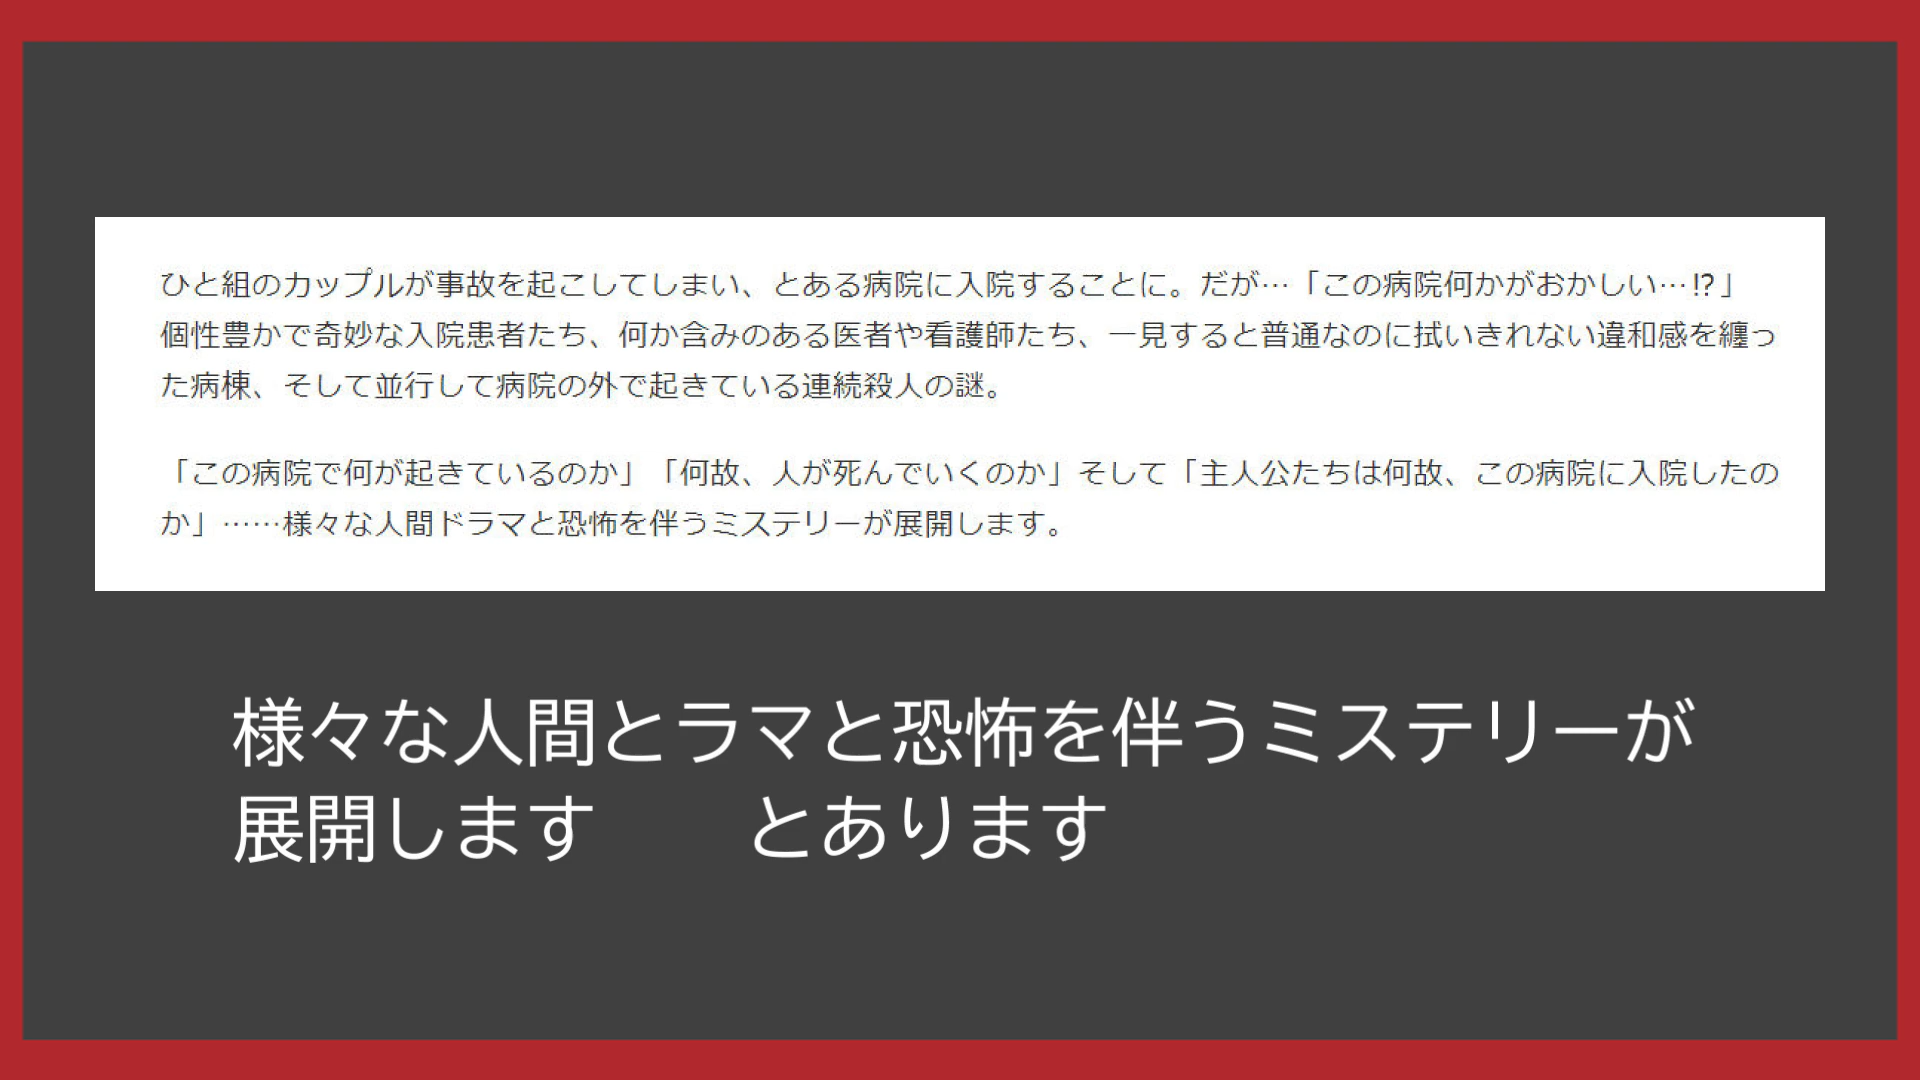 ひと組のカップルが事故を起こしてしまい、とある病院に入院することに。だが…「この病院何かがおかしい…!?」
個性豊かで奇妙な入院患者たち、何か含みのある医者や看護師たち、一見すると普通なのに拭いきれない違和感を纏っ
た病棟、そして並行して病院の外で起きている連続殺人の謎。
「この病院で何が起きているのか」「何故、人が死んでいくのか」そして「主人公たちは何故、この病院に入院したの
か」……様々な人間ドラマと恐怖を伴うミステリーが展開します。
様々な人間とラマと恐怖を伴うミステリーが
展開します　　とあります